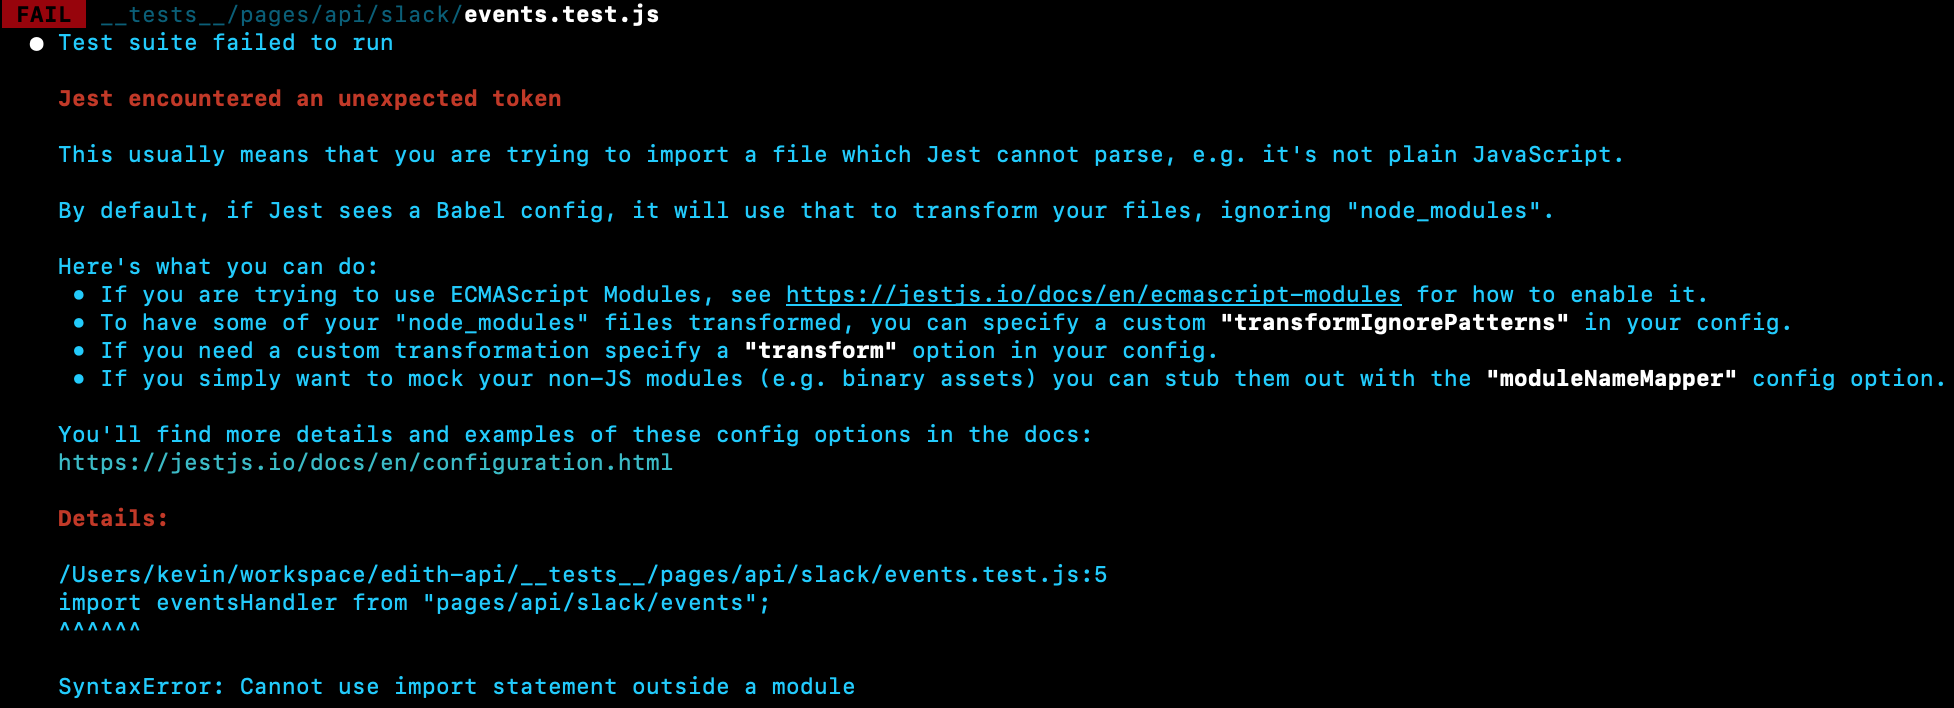 FAIL __tests__/pages/api/slack/events.test.js
● Test suite failed to run
Jest encountered an unexpected token
This usually means that you are trying to import a file which Jest cannot parse, e.g. it's not plain JavaScript.
By default, if Jest sees a Babel config, it will use that to transform your files, ignoring "node_modules".
Here's what you can do:
• If you are trying to use ECMAScript Modules, see https://jestjs.io/docs/en/ecmascript-modules for how to enable it.
• To have some of your "node_modules" files transformed, you can specify a custom "transformIgnorePatterns" in your config.
• If you need a custom transformation specify a "transform" option in your config.
• If you simply want to mock your non-JS modules (e.g. binary assets) you can stub them out with the "moduleNameMapper" config option.
You'll find more details and examples of these config options in the docs:
https://jestjs.io/docs/en/configuration.html
Details:
/Users/kevin/workspace/edith-api/__tests__/pages/api/slack/events.test.js:5
import eventsHandler from "pages/api/slack/events";
^^^^^^
SyntaxError: Cannot use import statement outside a module